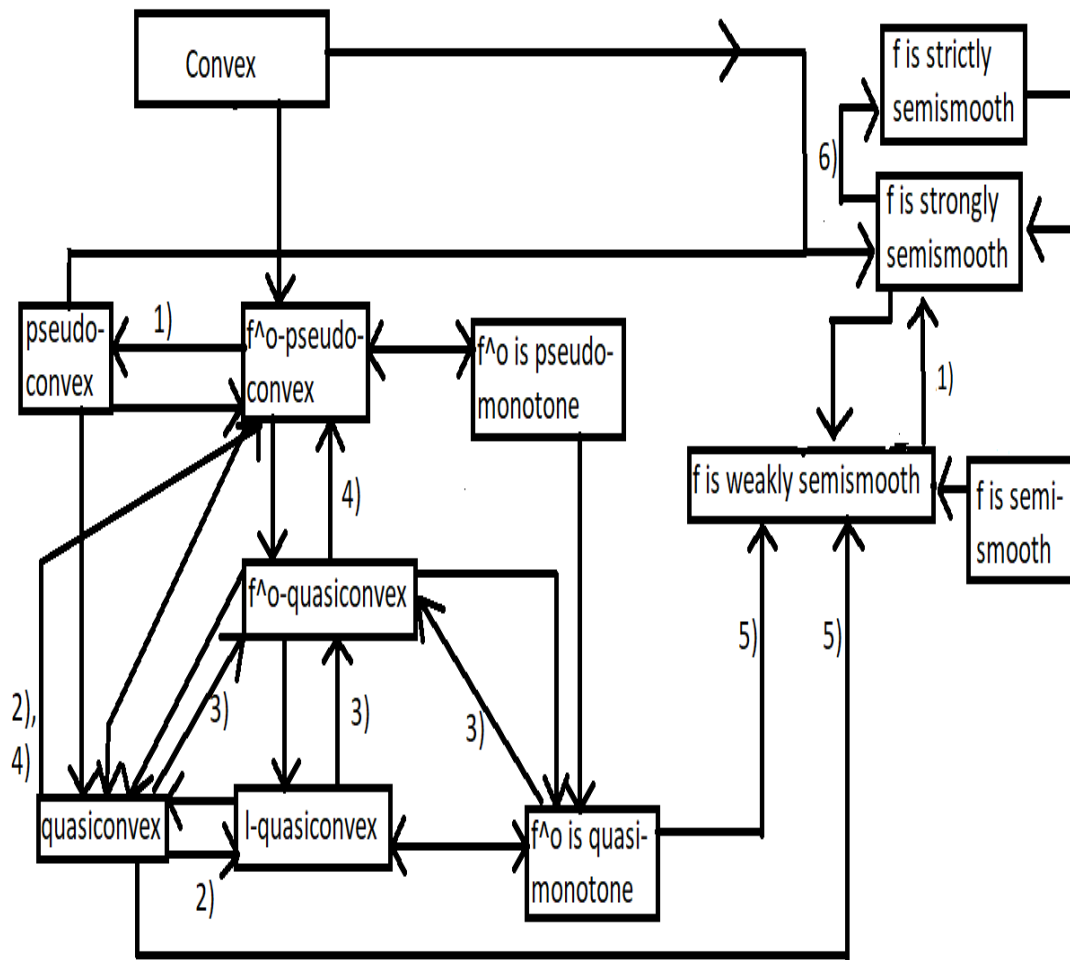 Convex
f is strictly
semismooth
6)
f is strongly
semismooth
pseudo-
convex
1)
f^o-pseudo-
convex
f^o is pseudo-
monotone
1)
f is weakly semismooth
f is semi-
smooth
4)
f^o-quasiconvex
5)
5)
2),
4)
3)
3)
3)
quasiconvex
l-quasiconvex
f^o is quasi-
monotone
2)